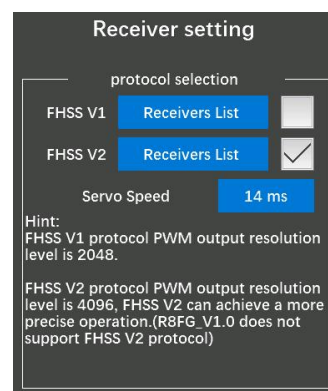 Receiver setting
protocol selection
FHSS V1 Receivers List
FHSS V2 Receivers List
Servo Speed 14 ms
Hint:
FHSS V1 protocol PWM output resolution
level is 2048.
FHSS V2 protocol PWM output resolution
level is 4096, FHSS V2 can achieve a more
precise operation.(R8FG_V1.0 does not
support FHSS V2 protocol)